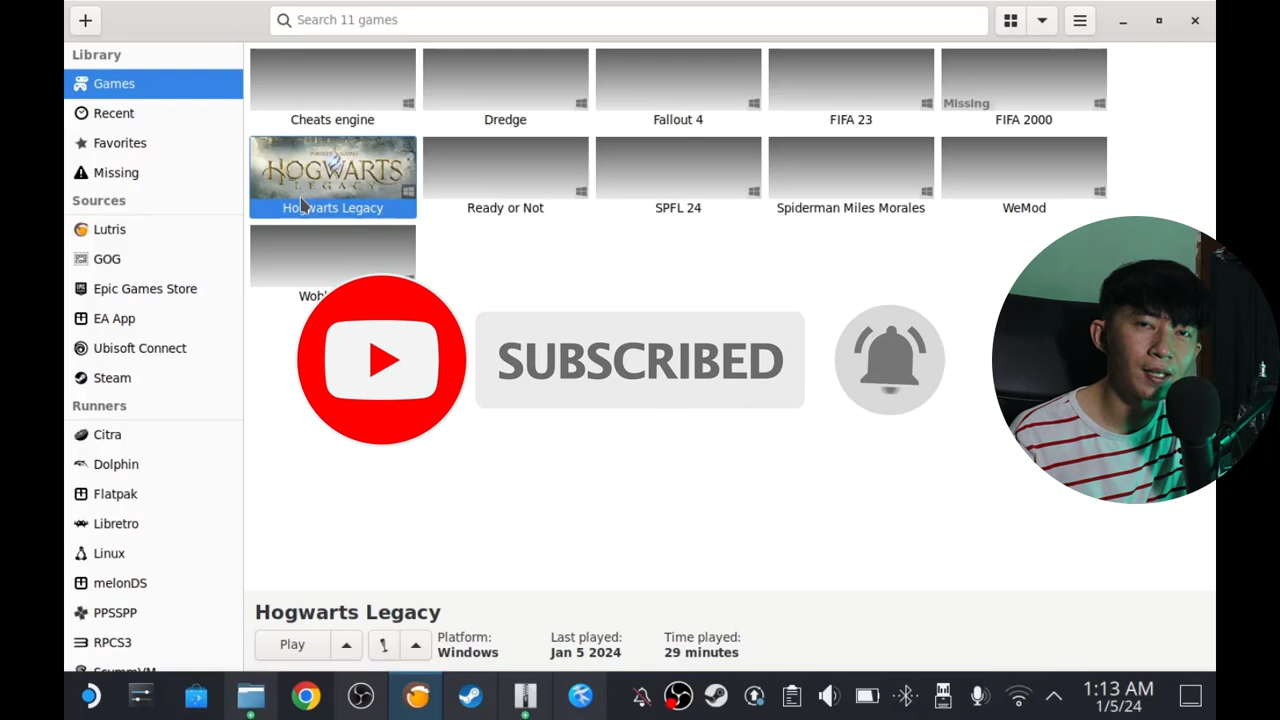 Search 11 games
Library
Games
Recent
Favorites
Missing
Sources
Lutris
GOG
Epic Games Store
EA App
Ubisoft Connect
Steam
Runners
Citra
Dolphin
Flatpak
Libretro
Linux
melonDS
PPSSPP
RPCS3
ScummVM
Cheats engine
Dredge
Fallout 4
FIFA 23
Missing
FIFA 2000
HOGWARTS
LEGACY
Hogwarts Legacy
Ready or Not
SPFL 24
Spiderman Miles Morales
WeMod
SUBSCRIBED
Hogwarts Legacy
Play
Platform:
Windows
Last played:
Jan 5 2024
Time played:
29 minutes
1:13 AM
1/5/24